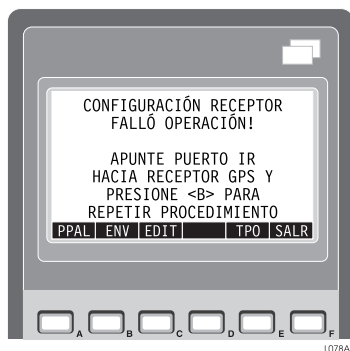 CONFIGURACIÓN RECEPTOR
FALLÓ OPERACIÓN!
APUNTE PUERTO IR
HACIA RECEPTOR GPS Y
PRESIONE <B> PARA
REPETIR PROCEDIMIENTO
PPAL ENV EDIT TPO SALR
A B C D E F
L078A